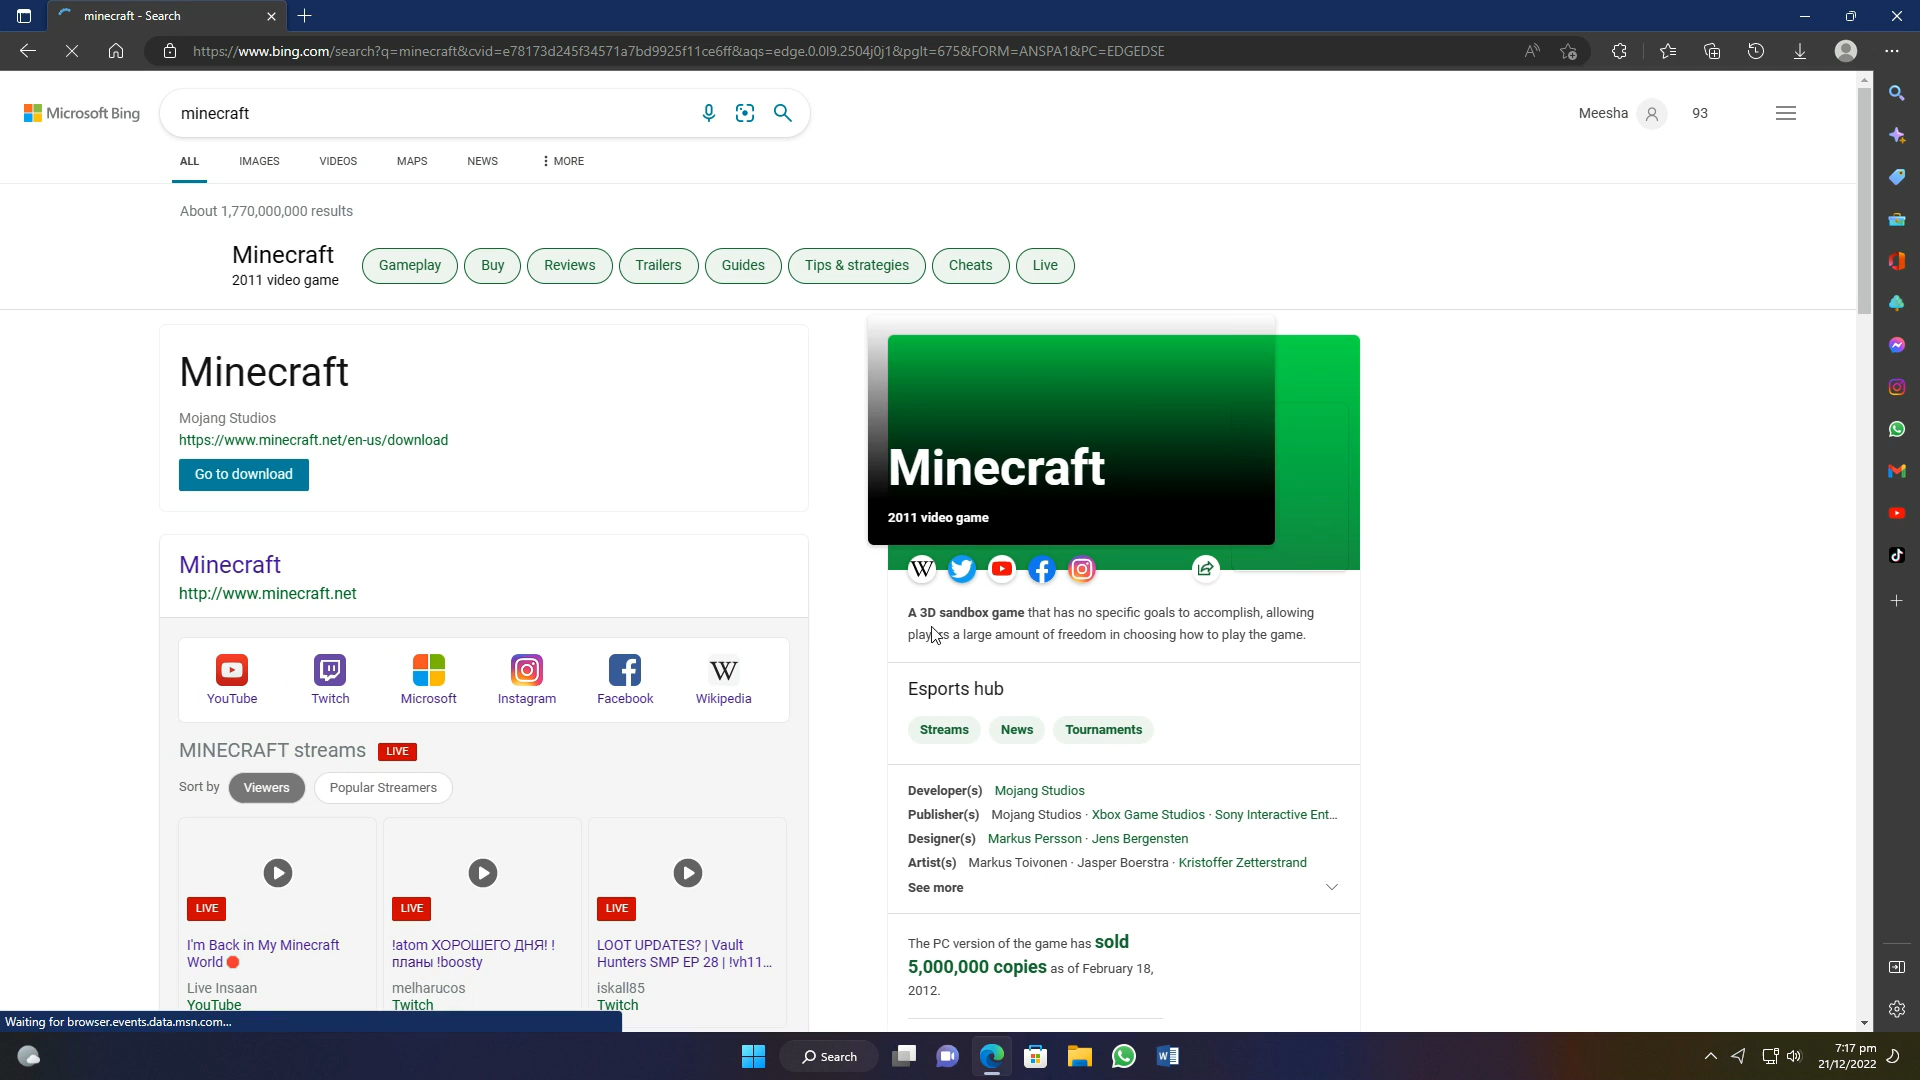 minecraft - Search
https://www.bing.com/search?q=minecraft&cvid=e78173d245f34571a7bd9925f11ce6ff&aqs=edge.0.0l9.2504j0j1&pglt=675&FORM=ANSPA1&PC=EDGEDSE
Microsoft Bing
minecraft
Meesha
93
ALL
IMAGES
VIDEOS
MAPS
NEWS
MORE
About 1,770,000,000 results
Minecraft
2011 video game
Gameplay
Buy
Reviews
Trailers
Guides
Tips & strategies
Cheats
Live
Minecraft
Mojang Studios
https://www.minecraft.net/en-us/download
Go to download
Minecraft
http://www.minecraft.net
YouTube
Twitch
Microsoft
Instagram
Facebook
Wikipedia
MINECRAFT streams LIVE
Sort by Viewers Popular Streamers
LIVE
I'm Back in My Minecraft
World
Live Insaan
YouTube
LIVE
!atom ХОРОШЕГО ДНЯ! !
планы !boosty
melharucos
Twitch
LIVE
LOOT UPDATES? | Vault
Hunters SMP EP 28 | !vh11...
iskall85
Twitch
Minecraft
2011 video game
A 3D sandbox game that has no specific goals to accomplish, allowing
players a large amount of freedom in choosing how to play the game.
Esports hub
Streams
News
Tournaments
Developer(s) Mojang Studios
Publisher(s) Mojang Studios · Xbox Game Studios · Sony Interactive Ent...
Designer(s) Markus Persson · Jens Bergensten
Artist(s) Markus Toivonen · Jasper Boerstra · Kristoffer Zetterstrand
See more
The PC version of the game has sold
5,000,000 copies as of February 18,
2012.
Waiting for browser.events.data.msn.com...
Search
7:17 pm
21/12/2022